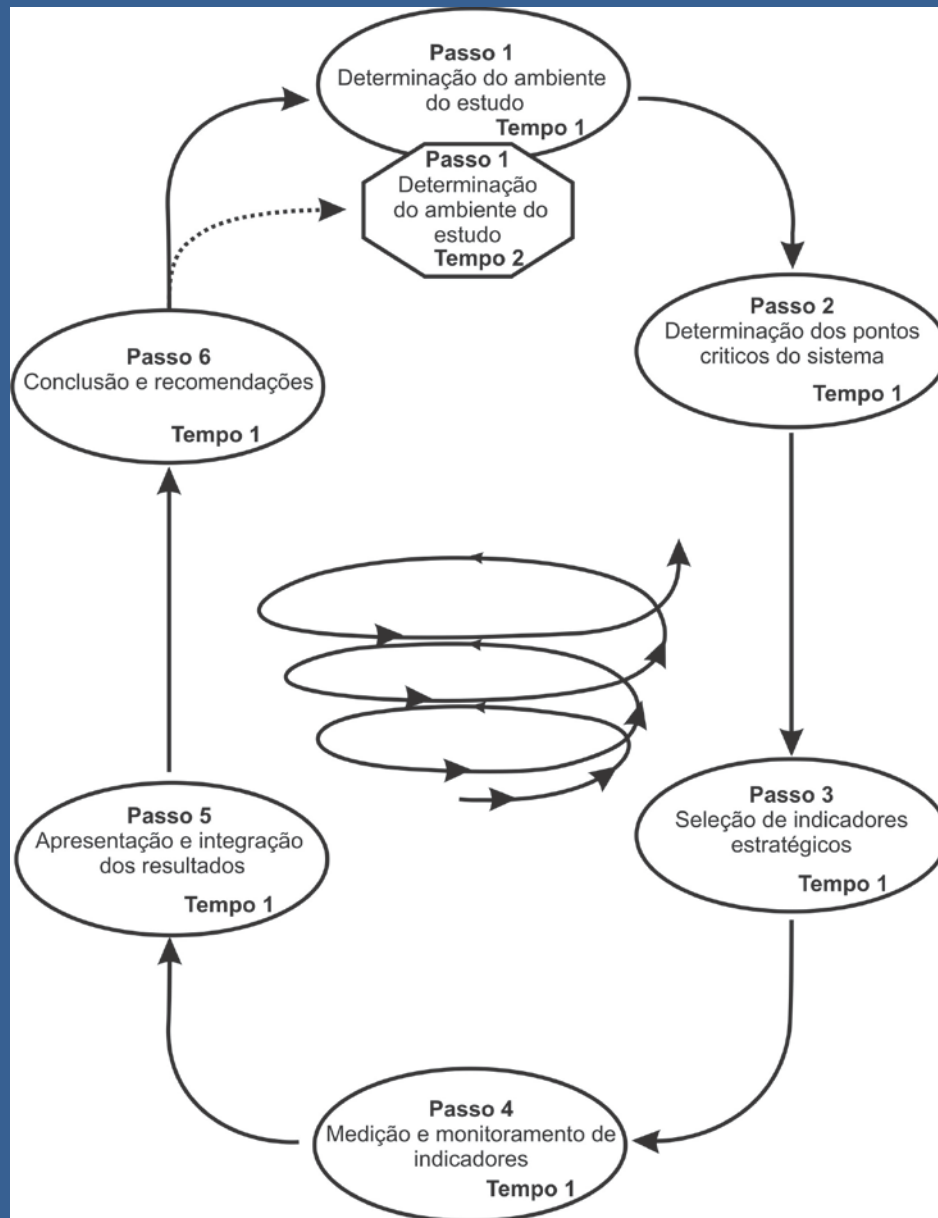 Passo 1
Determinação do ambiente
do estudo
Tempo 1
Passo 1
Determinação
do ambiente do
estudo
Tempo 2
Passo 2
Determinação dos pontos
criticos do sistema
Tempo 1
Passo 3
Seleção de indicadores
estratégicos
Tempo 1
Passo 4
Medição e monitoramento de
indicadores
Tempo 1
Passo 5
Apresentação e integração
dos resultados
Tempo 1
Passo 6
Conclusão e recomendações
Tempo 1